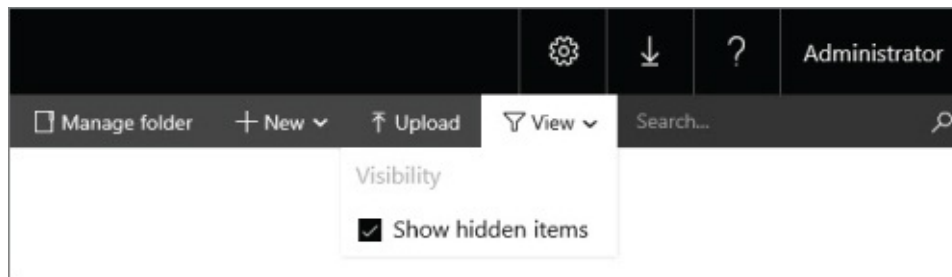 ? Administrator
Manage folder + New Upload View Search...
Visibility
Show hidden items